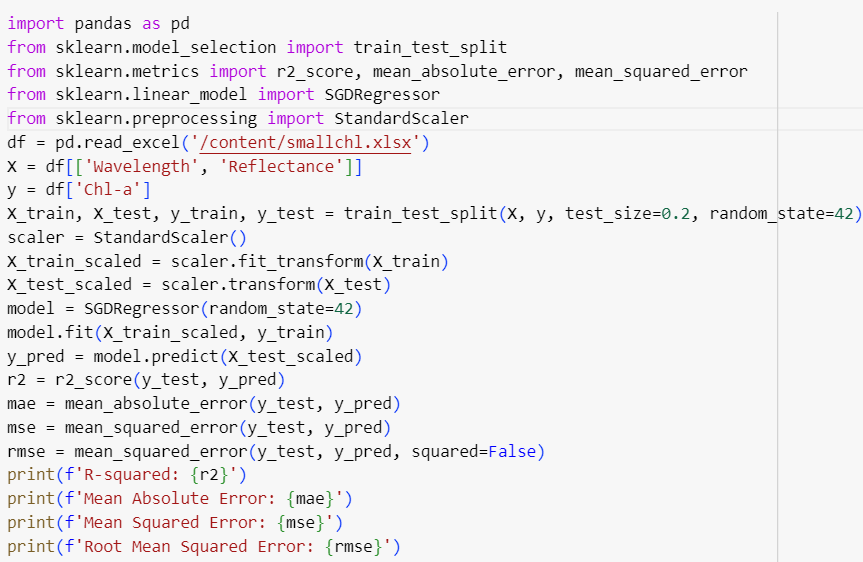 import pandas as pd
from sklearn.model_selection import train_test_split
from sklearn.metrics import r2_score, mean_absolute_error, mean_squared_error
from sklearn.linear_model import SGDRegressor
from sklearn.preprocessing import StandardScaler
df = pd.read_excel('/content/smallchl.xlsx')
X = df[['Wavelength', 'Reflectance']]
y = df['Chl-a']
X_train, X_test, y_train, y_test = train_test_split(X, y, test_size=0.2, random_state=42)
scaler = StandardScaler()
X_train_scaled = scaler.fit_transform(X_train)
X_test_scaled = scaler.transform(X_test)
model = SGDRegressor(random_state=42)
model.fit(X_train_scaled, y_train)
y_pred = model.predict(X_test_scaled)
r2 = r2_score(y_test, y_pred)
mae = mean_absolute_error(y_test, y_pred)
mse = mean_squared_error(y_test, y_pred)
rmse = mean_squared_error(y_test, y_pred, squared=False)
print(f'R-squared: {r2}')
print(f'Mean Absolute Error: {mae}')
print(f'Mean Squared Error: {mse}')
print(f'Root Mean Squared Error: {rmse}')